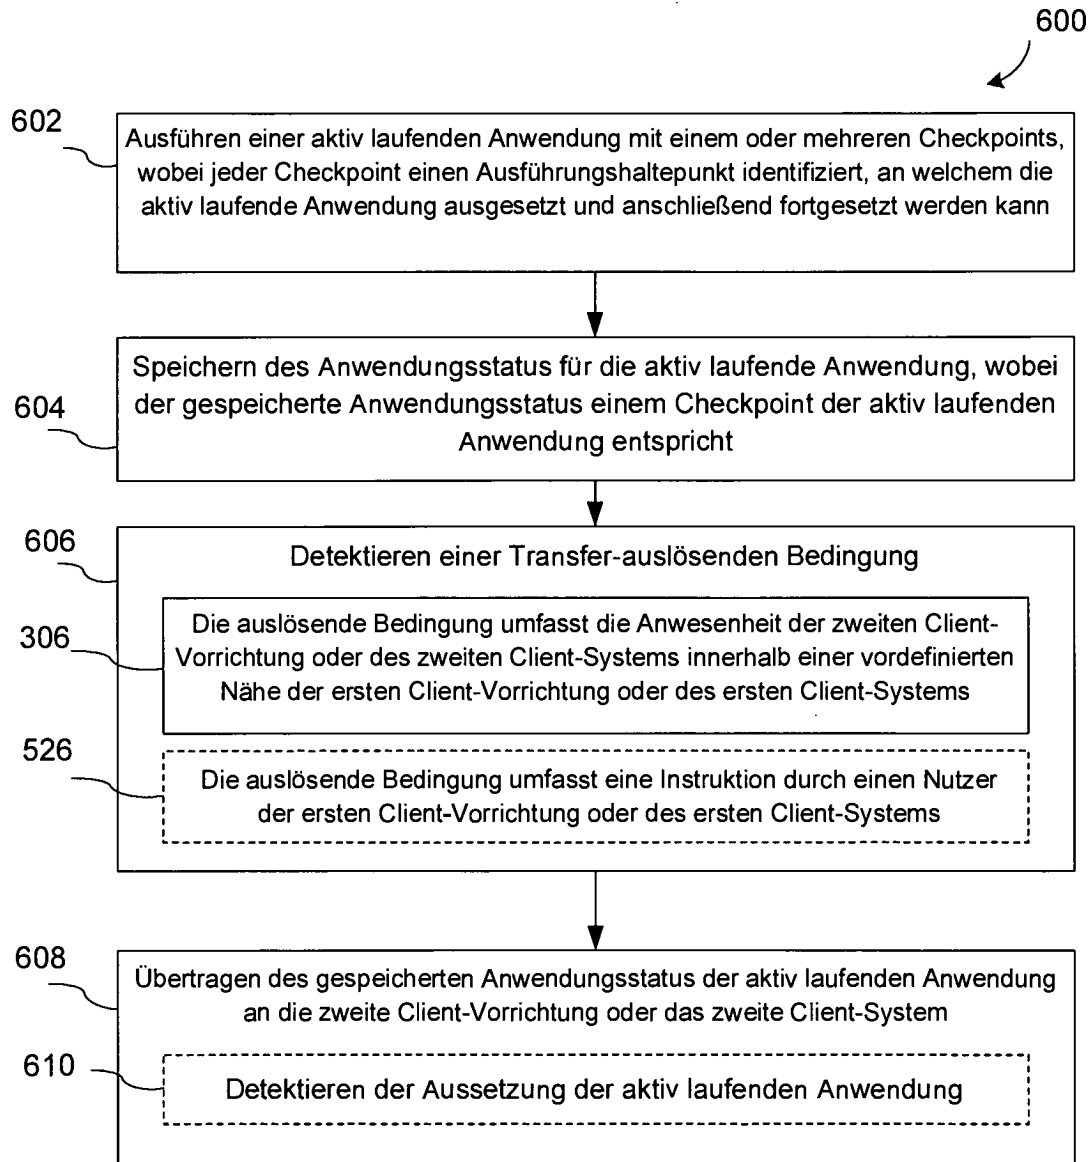 600
602
Ausführen einer aktiv laufenden Anwendung mit einem oder mehreren Checkpoints,
wobei jeder Checkpoint einen Ausführungshaltepunkt identifiziert, an welchem die
aktiv laufende Anwendung ausgesetzt und anschließend fortgesetzt werden kann
604
Speichern des Anwendungsstatus für die aktiv laufende Anwendung, wobei
der gespeicherte Anwendungsstatus einem Checkpoint der aktiv laufenden
Anwendung entspricht
606
Detektieren einer Transfer-auslösenden Bedingung
306
Die auslösende Bedingung umfasst die Anwesenheit der zweiten Client-
Vorrichtung oder des zweiten Client-Systems innerhalb einer vordefinierten
Nähe der ersten Client-Vorrichtung oder des ersten Client-Systems
526
Die auslösende Bedingung umfasst eine Instruktion durch einen Nutzer
der ersten Client-Vorrichtung oder des ersten Client-Systems
608
Übertragen des gespeicherten Anwendungsstatus der aktiv laufenden Anwendung
an die zweite Client-Vorrichtung oder das zweite Client-System
610
Detektieren der Aussetzung der aktiv laufenden Anwendung